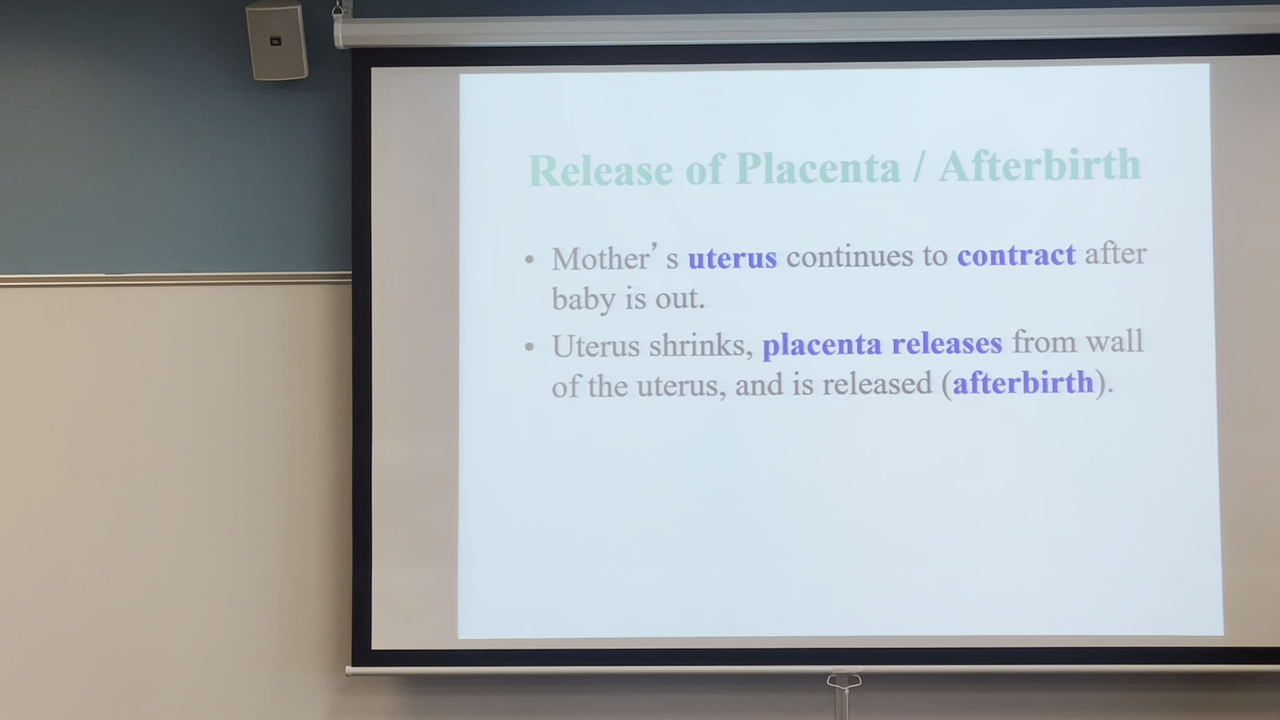 Release of Placenta / Afterbirth
• Mother’ s uterus continues to contract after
baby is out.
• Uterus shrinks, placenta releases from wall
of the uterus, and is released (afterbirth).